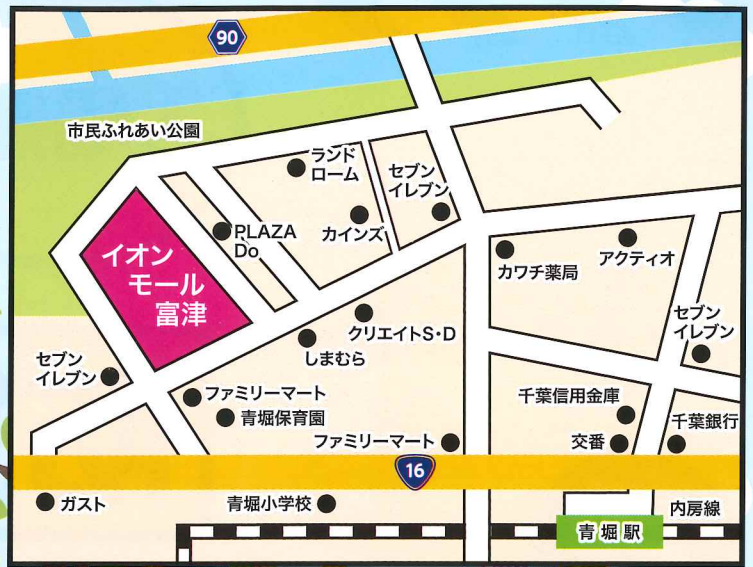 90
市民ふれあい公園
ランド
ローム
セブン
イレブン
PLAZA
Do
カインズ
イオン
モール
富津
カワチ薬局
アクティオ
クリエイトS・D
しまむら
セブン
イレブン
セブン
イレブン
ファミリーマート
青堀保育園
千葉信用金庫
千葉銀行
ファミリーマート
交番
16
ガスト
青堀小学校
内房線
青堀駅